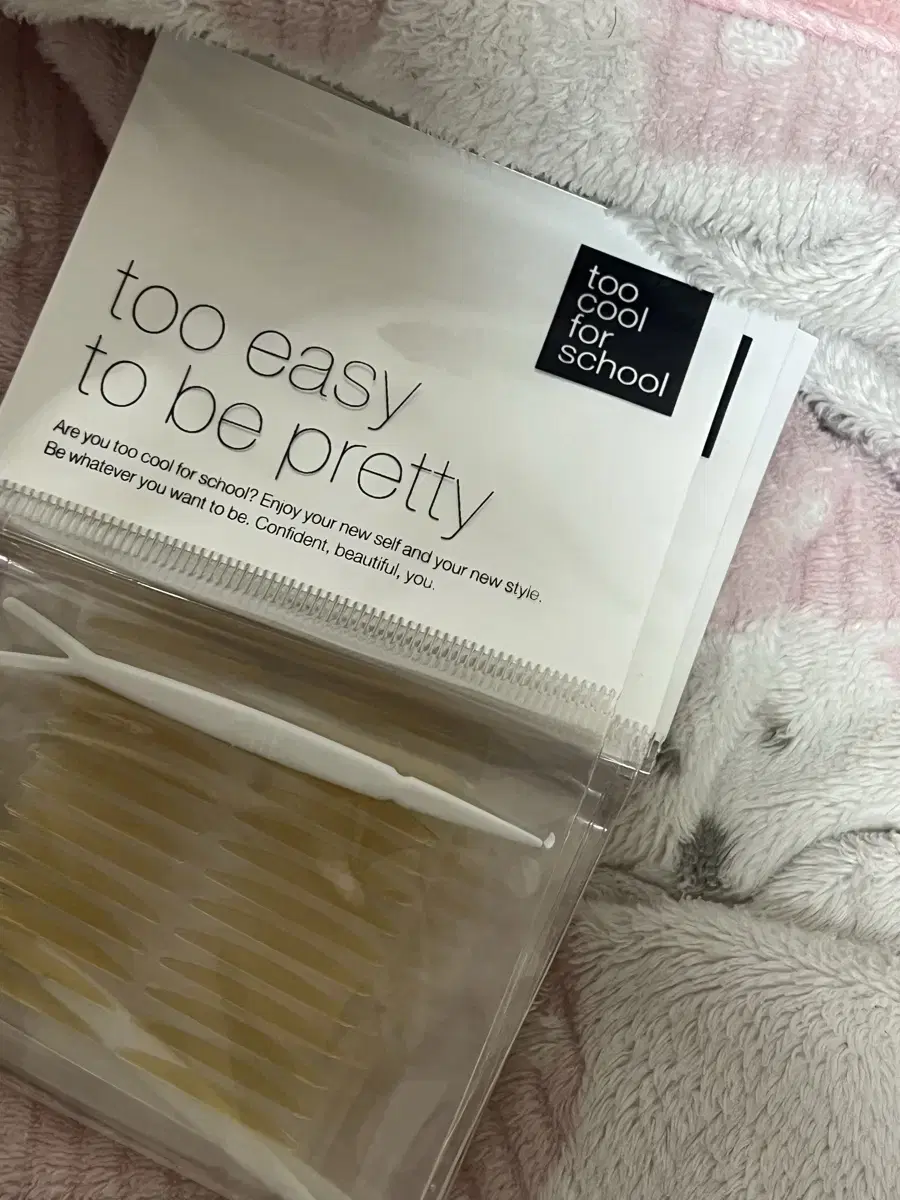 too
cool
for
school
too easy
to be pretty
Are you too cool for school? Enjoy your new self and your new style.
Be whatever you want to be. Confident, beautiful, you.